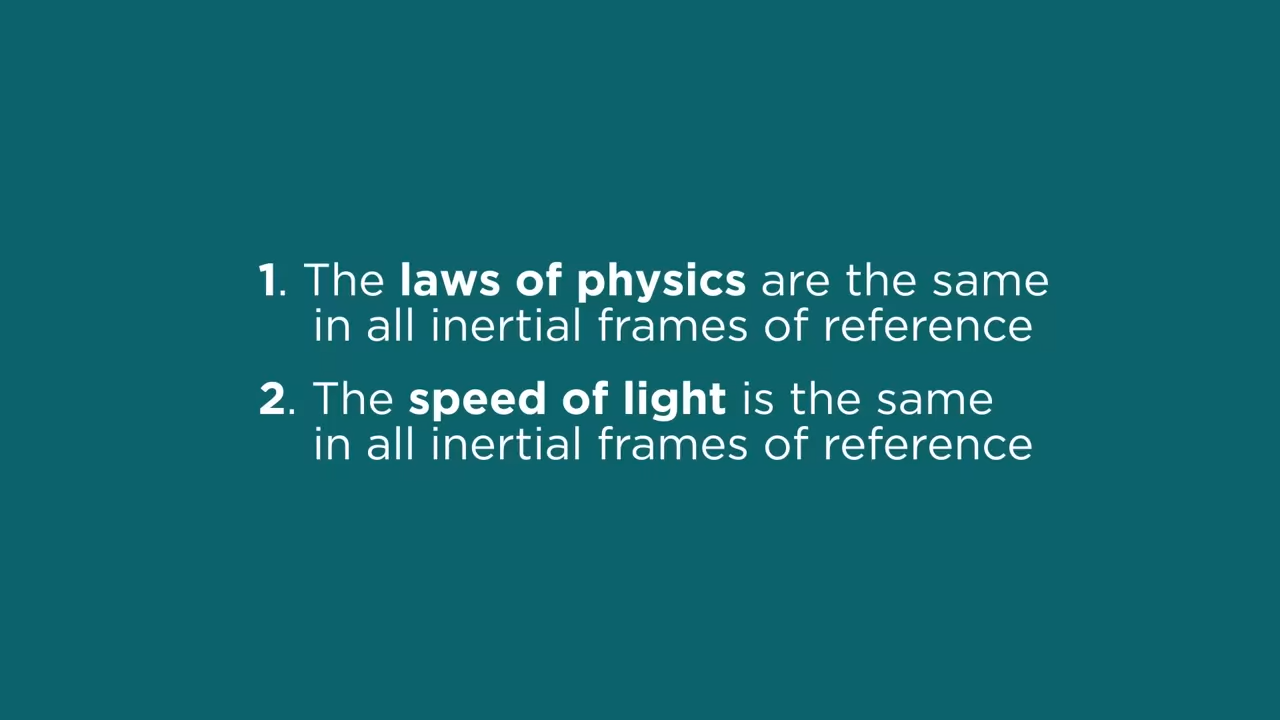 1. The laws of physics are the same
in all inertial frames of reference
2. The speed of light is the same
in all inertial frames of reference